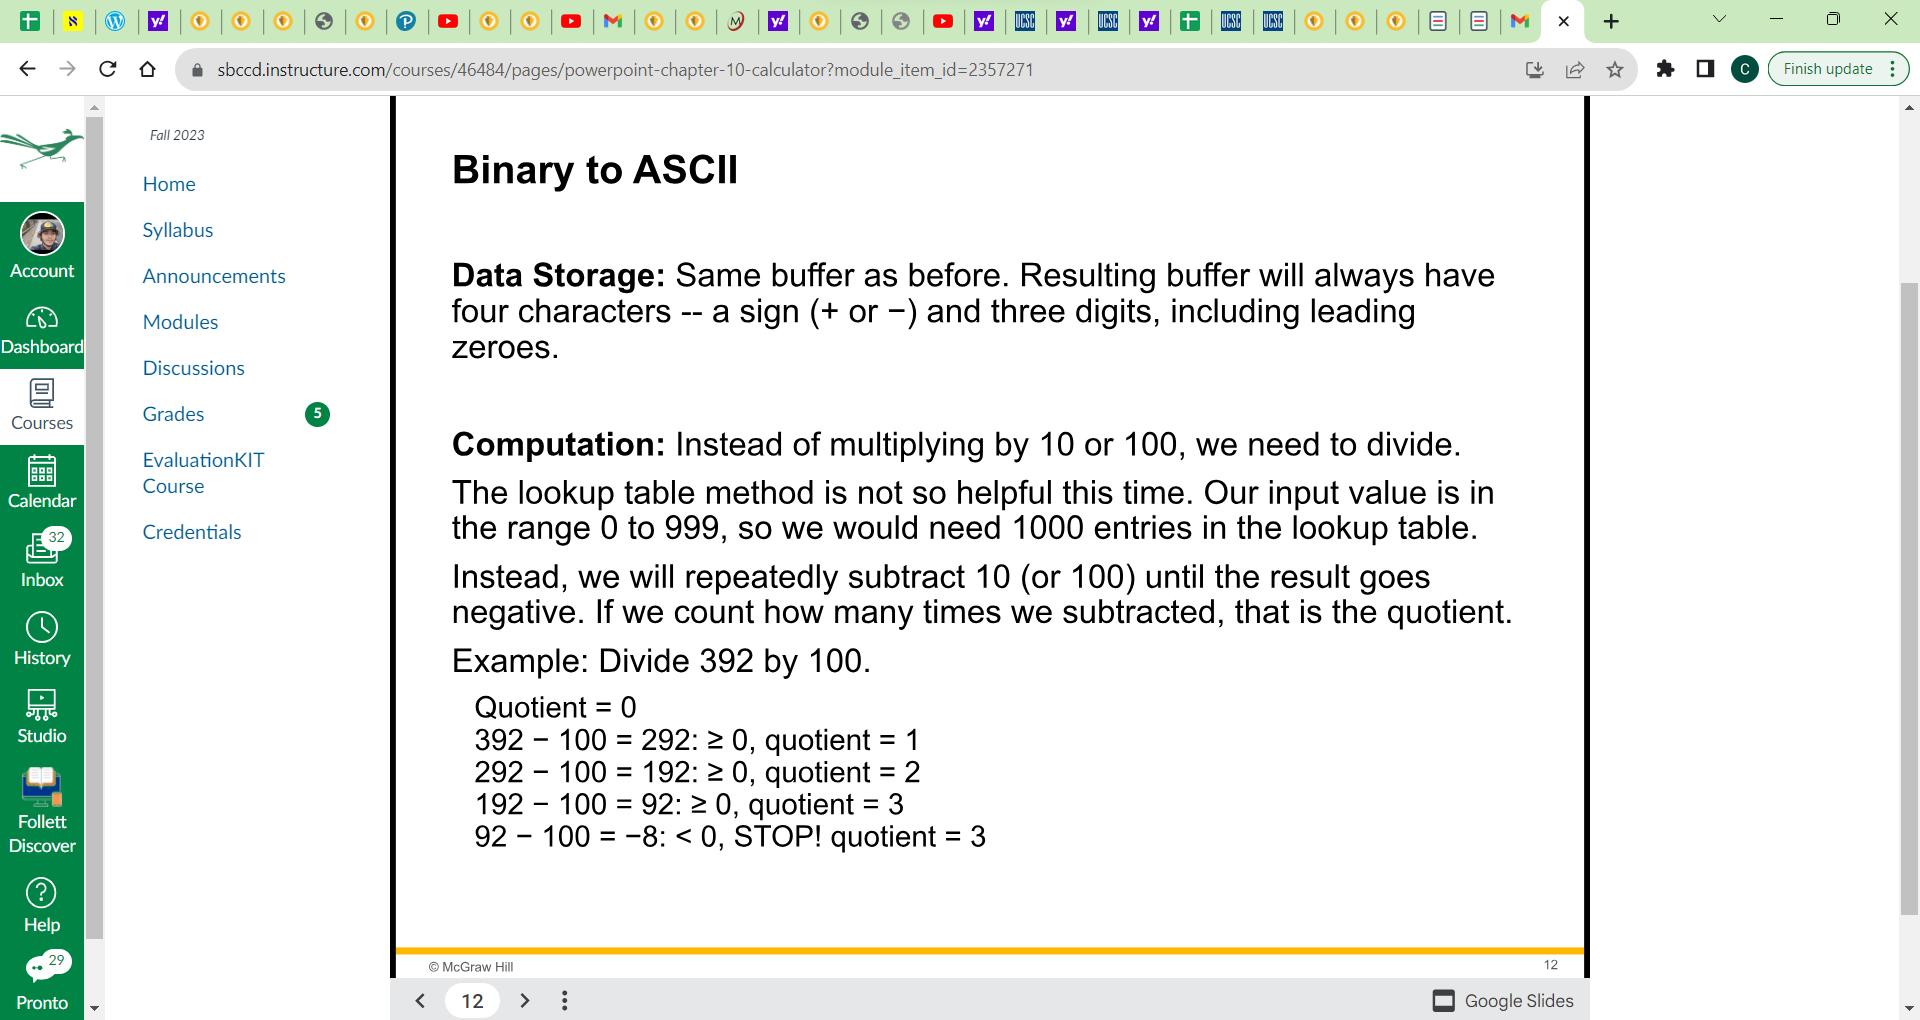 sbccd.instructure.com/courses/46484/pages/powerpoint-chapter-10-calculator?module_item_id=2357271
C
Finish update
Account
Dashboard
Courses
Calendar
32
Inbox
History
Studio
Follett
Discover
Help
29
Pronto
Fall 2023
Home
Syllabus
Announcements
Modules
Discussions
Grades
5
EvaluationKIT
Course
Credentials
Binary to ASCII
Data Storage: Same buffer as before. Resulting buffer will always have
four characters -- a sign (+ or −) and three digits, including leading
zeroes.
Computation: Instead of multiplying by 10 or 100, we need to divide.
The lookup table method is not so helpful this time. Our input value is in
the range 0 to 999, so we would need 1000 entries in the lookup table.
Instead, we will repeatedly subtract 10 (or 100) until the result goes
negative. If we count how many times we subtracted, that is the quotient.
Example: Divide 392 by 100.
Quotient = 0
392 − 100 = 292: ≥ 0, quotient = 1
292 − 100 = 192: ≥ 0, quotient = 2
192 − 100 = 92: ≥ 0, quotient = 3
92 − 100 = −8: < 0, STOP! quotient = 3
© McGraw Hill
12
12
Google Slides